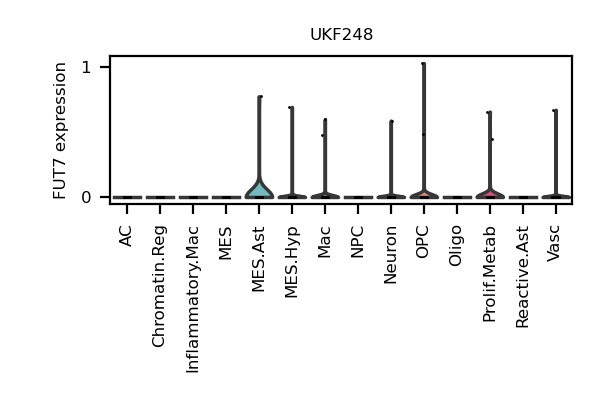 UKF248
FUT7 expression
1
0
AC
Chromatin.Reg
Inflammatory.Mac
MES
MES.Ast
MES.Hyp
Mac
NPC
Neuron
OPC
Oligo
Prolif.Metab
Reactive.Ast
Vasc